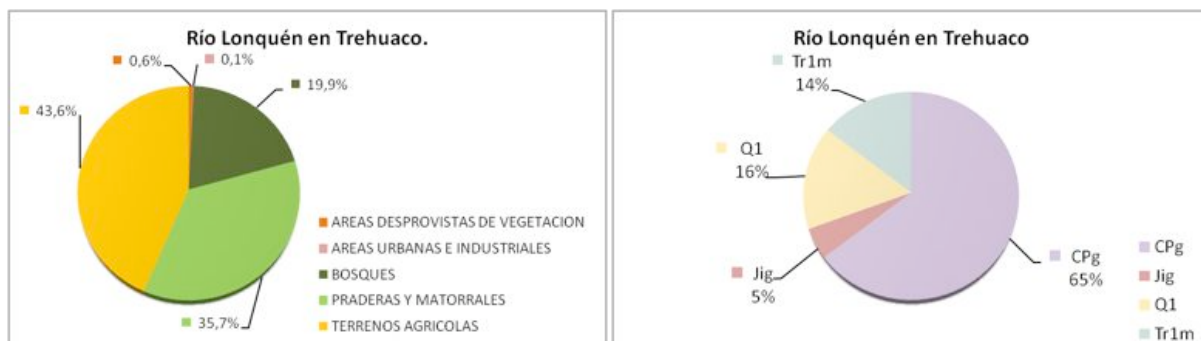 Río Lonquén en Trehuaco.
0,6%
0,1%
19,9%
43,6%
35,7%
AREAS DESPROVISTAS DE VEGETACION
AREAS URBANAS E INDUSTRIALES
BOSQUES
PRADERAS Y MATORRALES
TERRENOS AGRICOLAS
Río Lonquén en Trehuaco
Tr1m
14%
Q1
16%
Jig
5%
CPg
65%
CPg
Jig
Q1
Tr1m